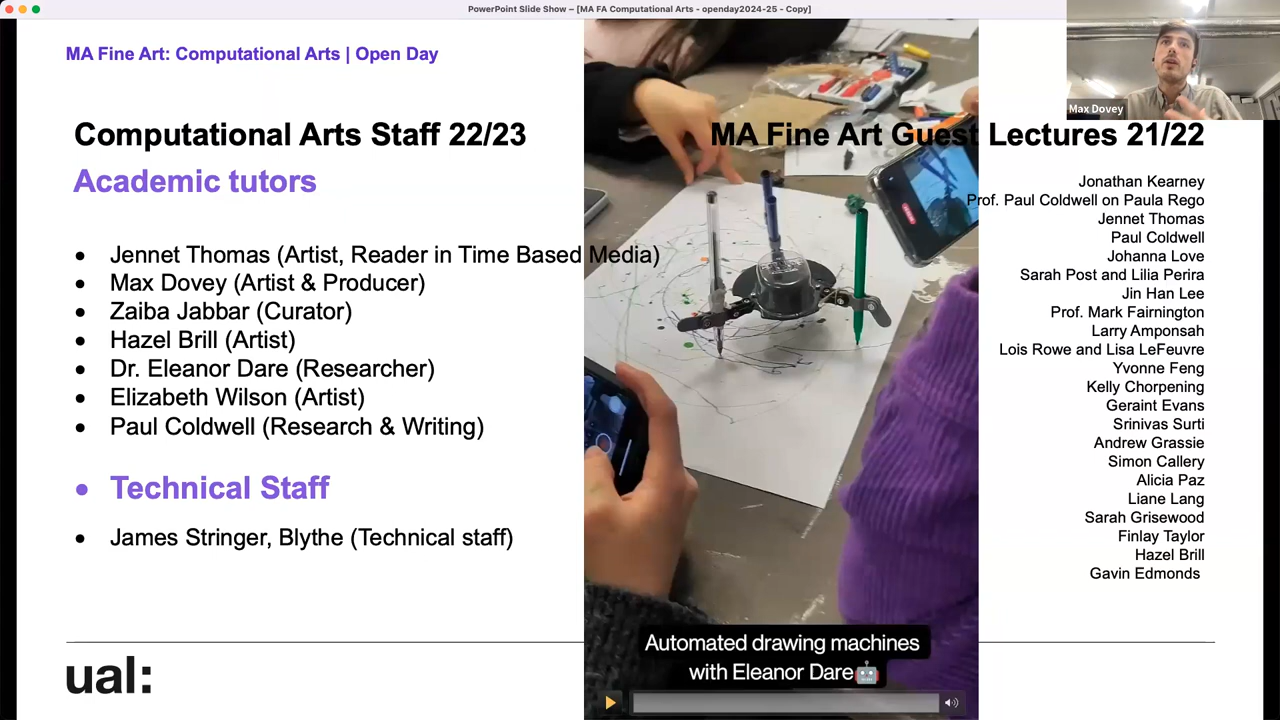 PowerPoint Slide Show – [MA FA Computational Arts - openday2024-25 - Copy]
MA Fine Art: Computational Arts | Open Day
Max Dovey
Computational Arts Staff 22/23
Academic tutors
• Jennet Thomas (Artist, Reader in Time Based Media)
• Max Dovey (Artist & Producer)
• Zaiba Jabbar (Curator)
• Hazel Brill (Artist)
• Dr. Eleanor Dare (Researcher)
• Elizabeth Wilson (Artist)
• Paul Coldwell (Research & Writing)
• Technical Staff
• James Stringer, Blythe (Technical staff)
MA Fine Art Guest Lectures 21/22
Jonathan Kearney
Prof. Paul Coldwell on Paula Rego
Jennet Thomas
Paul Coldwell
Johanna Love
Sarah Post and Lilia Perira
Jin Han Lee
Prof. Mark Fairnington
Larry Amponsah
Lois Rowe and Lisa LeFeuvre
Yvonne Feng
Kelly Chorpening
Geraint Evans
Srinivas Surti
Andrew Grassie
Simon Callery
Alicia Paz
Liane Lang
Sarah Grisewood
Finlay Taylor
Hazel Brill
Gavin Edmonds
Automated drawing machines
with Eleanor Dare🤖
ual: